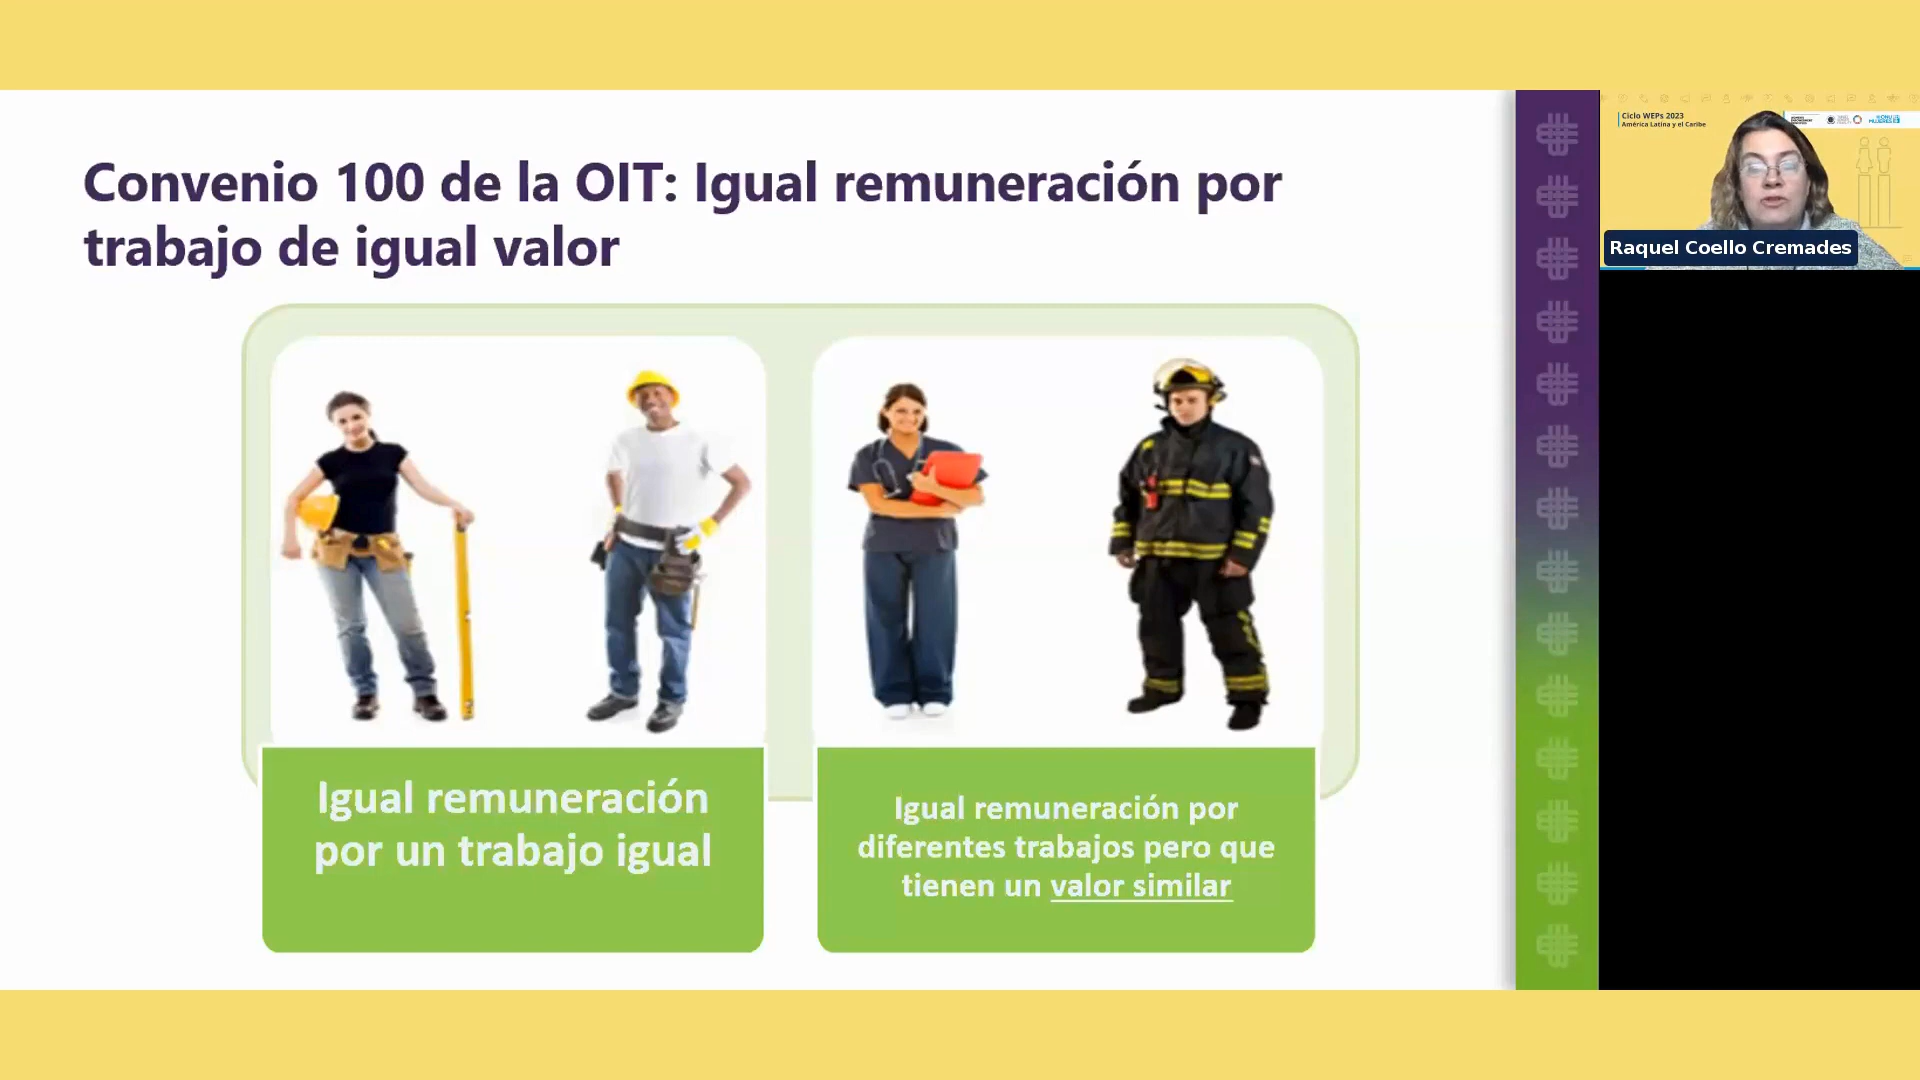 Convenio 100 de la OIT: Igual remuneración por
trabajo de igual valor
Igual remuneración
por un trabajo igual
Igual remuneración por
diferentes trabajos pero que
tienen un valor similar
Ciclo WEPs 2023
América Latina y el Caribe
ONU
MUJERES
Raquel Coello Cremades